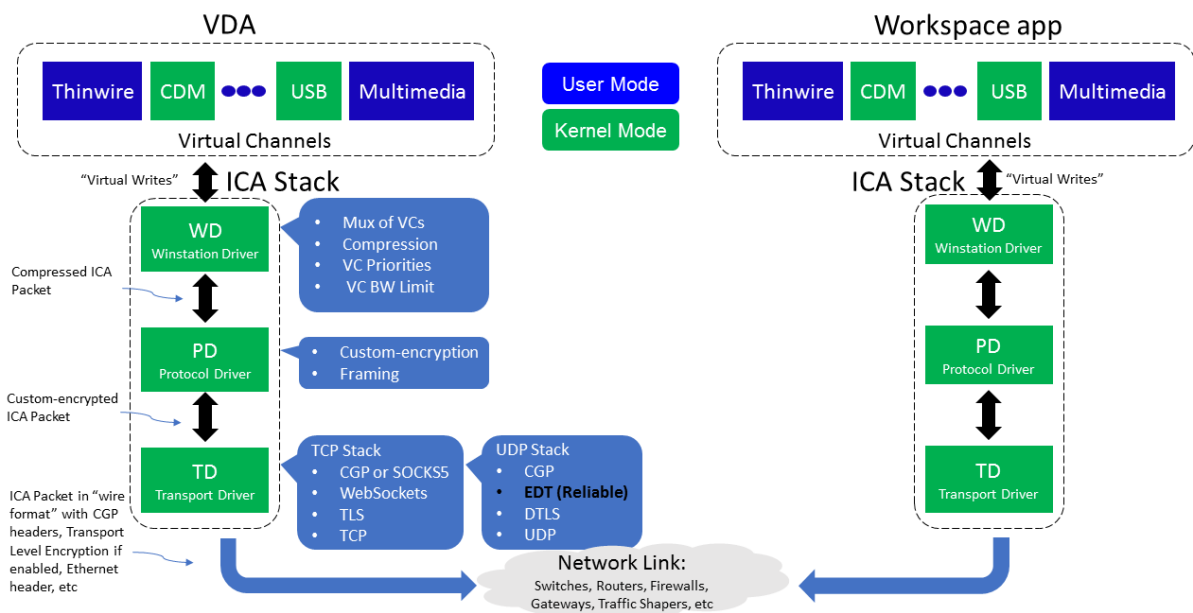 VDA
Thinwire
CDM
USB
Multimedia
Virtual Channels
User Mode
Kernel Mode
Workspace app
Thinwire
CDM
USB
Multimedia
Virtual Channels
“Virtual Writes”
ICA Stack
WD
Winstation Driver
• Mux of VCs
• Compression
• VC Priorities
• VC BW Limit
Compressed ICA
Packet
PD
Protocol Driver
• Custom-encryption
• Framing
Custom-encrypted
ICA Packet
TD
Transport Driver
TCP Stack
• CGP or SOCKS5
• WebSockets
• TLS
• TCP
UDP Stack
• CGP
• EDT (Reliable)
• DTLS
• UDP
ICA Packet in “wire
format” with CGP
headers, Transport
Level Encryption if
enabled, Ethernet
header, etc
Network Link:
Switches, Routers, Firewalls,
Gateways, Traffic Shapers, etc
ICA Stack
“Virtual Writes”
WD
Winstation Driver
PD
Protocol Driver
TD
Transport Driver